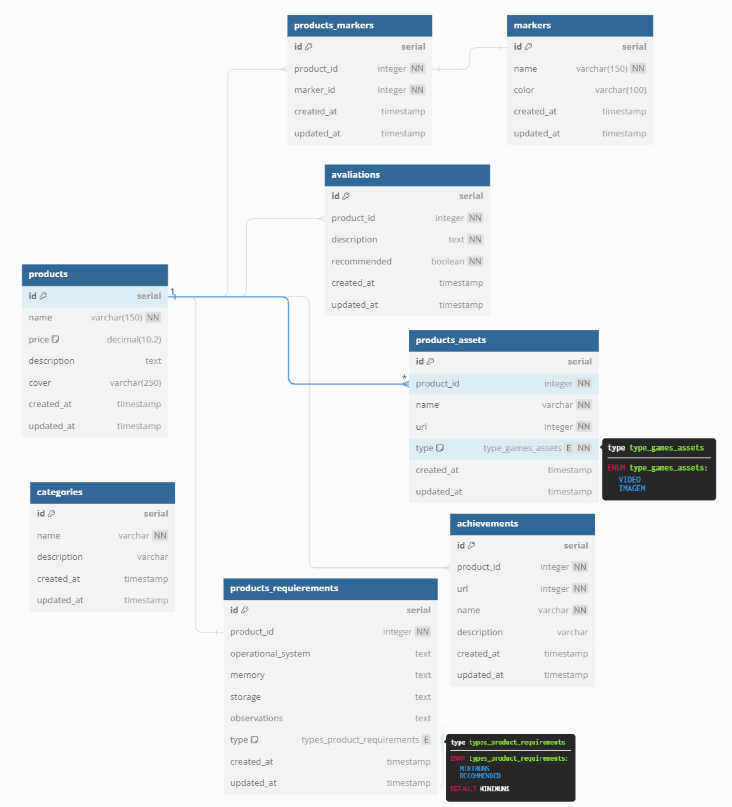 products_markers
id serial
product_id integer NN
marker_id integer NN
created_at timestamp
updated_at timestamp
markers
id serial
name varchar(150) NN
color varchar(100)
created_at timestamp
updated_at timestamp
avaliations
id serial
product_id integer NN
description text NN
recommended boolean NN
created_at timestamp
updated_at timestamp
products
id serial 1
name varchar(150) NN
price decimal(10,2)
description text
cover varchar(250)
created_at timestamp
updated_at timestamp
products_assets
id serial
* product_id integer NN
name varchar NN
url integer NN
type type_games_assets E NN
created_at timestamp
updated_at timestamp
type type_games_assets
ENUM type_games_assets:
VIDEO
IMAGEM
categories
id serial
name varchar NN
description varchar
created_at timestamp
updated_at timestamp
achievements
id serial
product_id integer NN
url integer NN
name varchar NN
description varchar
created_at timestamp
updated_at timestamp
products_requierements
id serial
product_id integer NN
operational_system text
memory text
storage text
observations text
type types_product_requirements E
created_at timestamp
updated_at timestamp
type types_product_requirements
ENUM types_product_requirements:
MINIMUNS
RECOMMENDED
DEFAULT MINIMUNS